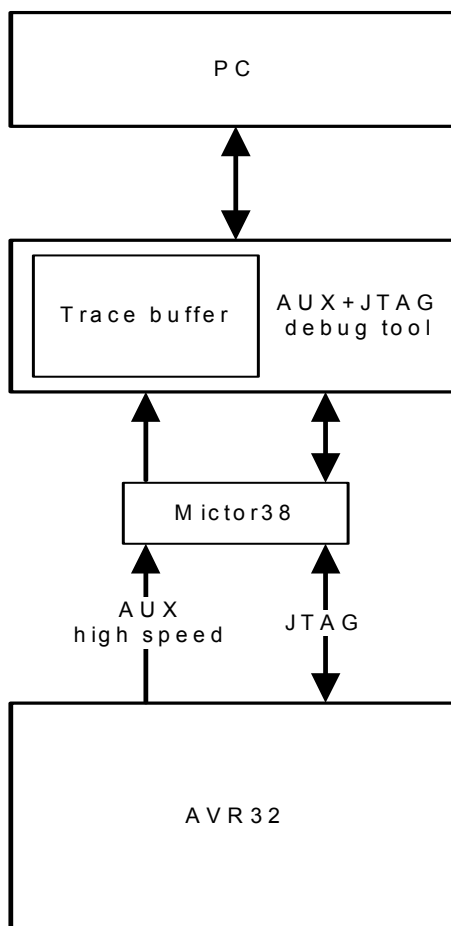 PC
Trace buffer
AUX+JTAG
debug tool
Mictor38
AUX
high speed
JTAG
AVR32